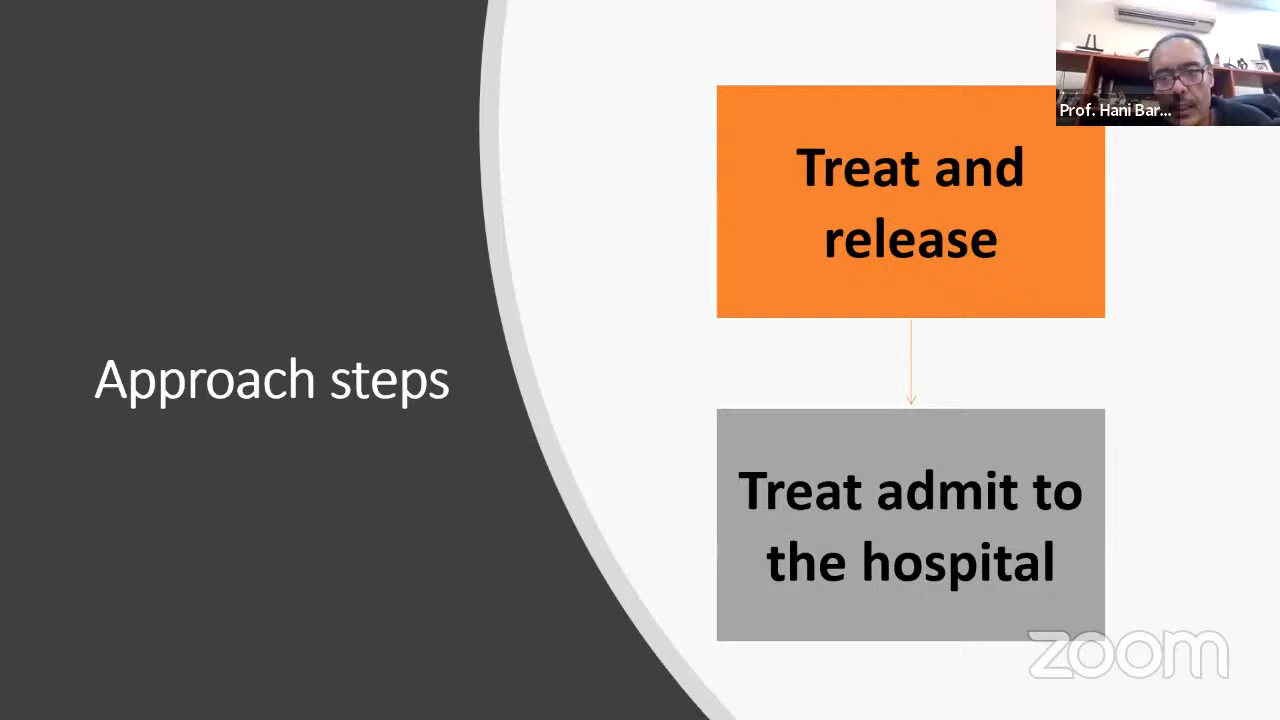 Prof. Hani Bar...
Treat and
release
Approach steps
Treat admit to
the hospital
zoom